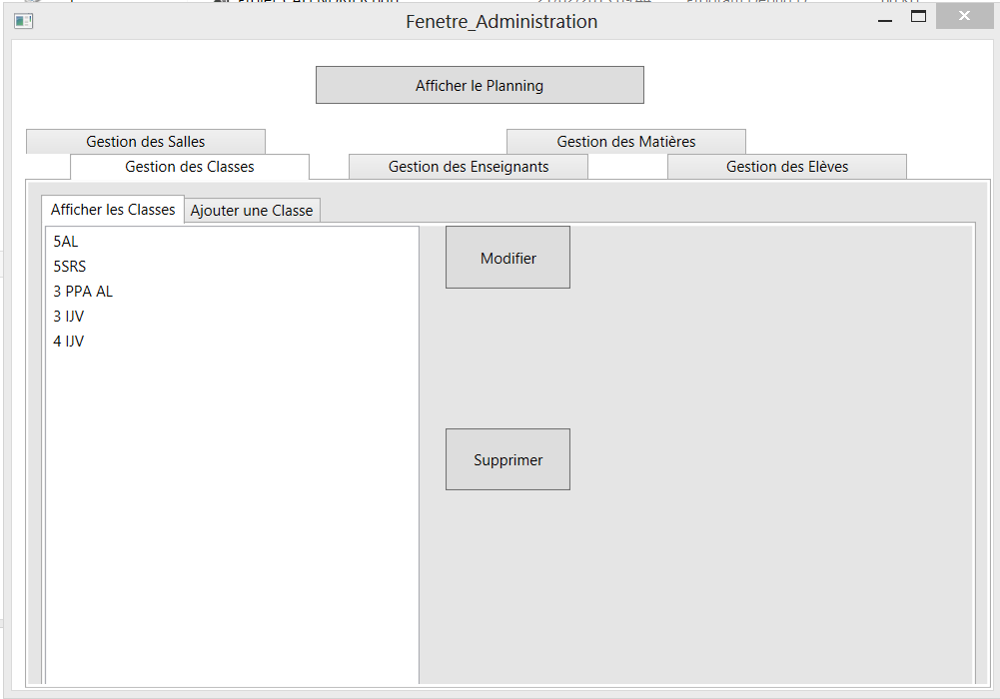 Fenetre_Administration
Afficher le Planning
Gestion des Salles
Gestion des Matières
Gestion des Classes
Gestion des Enseignants
Gestion des Elèves
Afficher les Classes
Ajouter une Classe
5AL
5SRS
3 PPA AL
3 IJV
4 IJV
Modifier
Supprimer